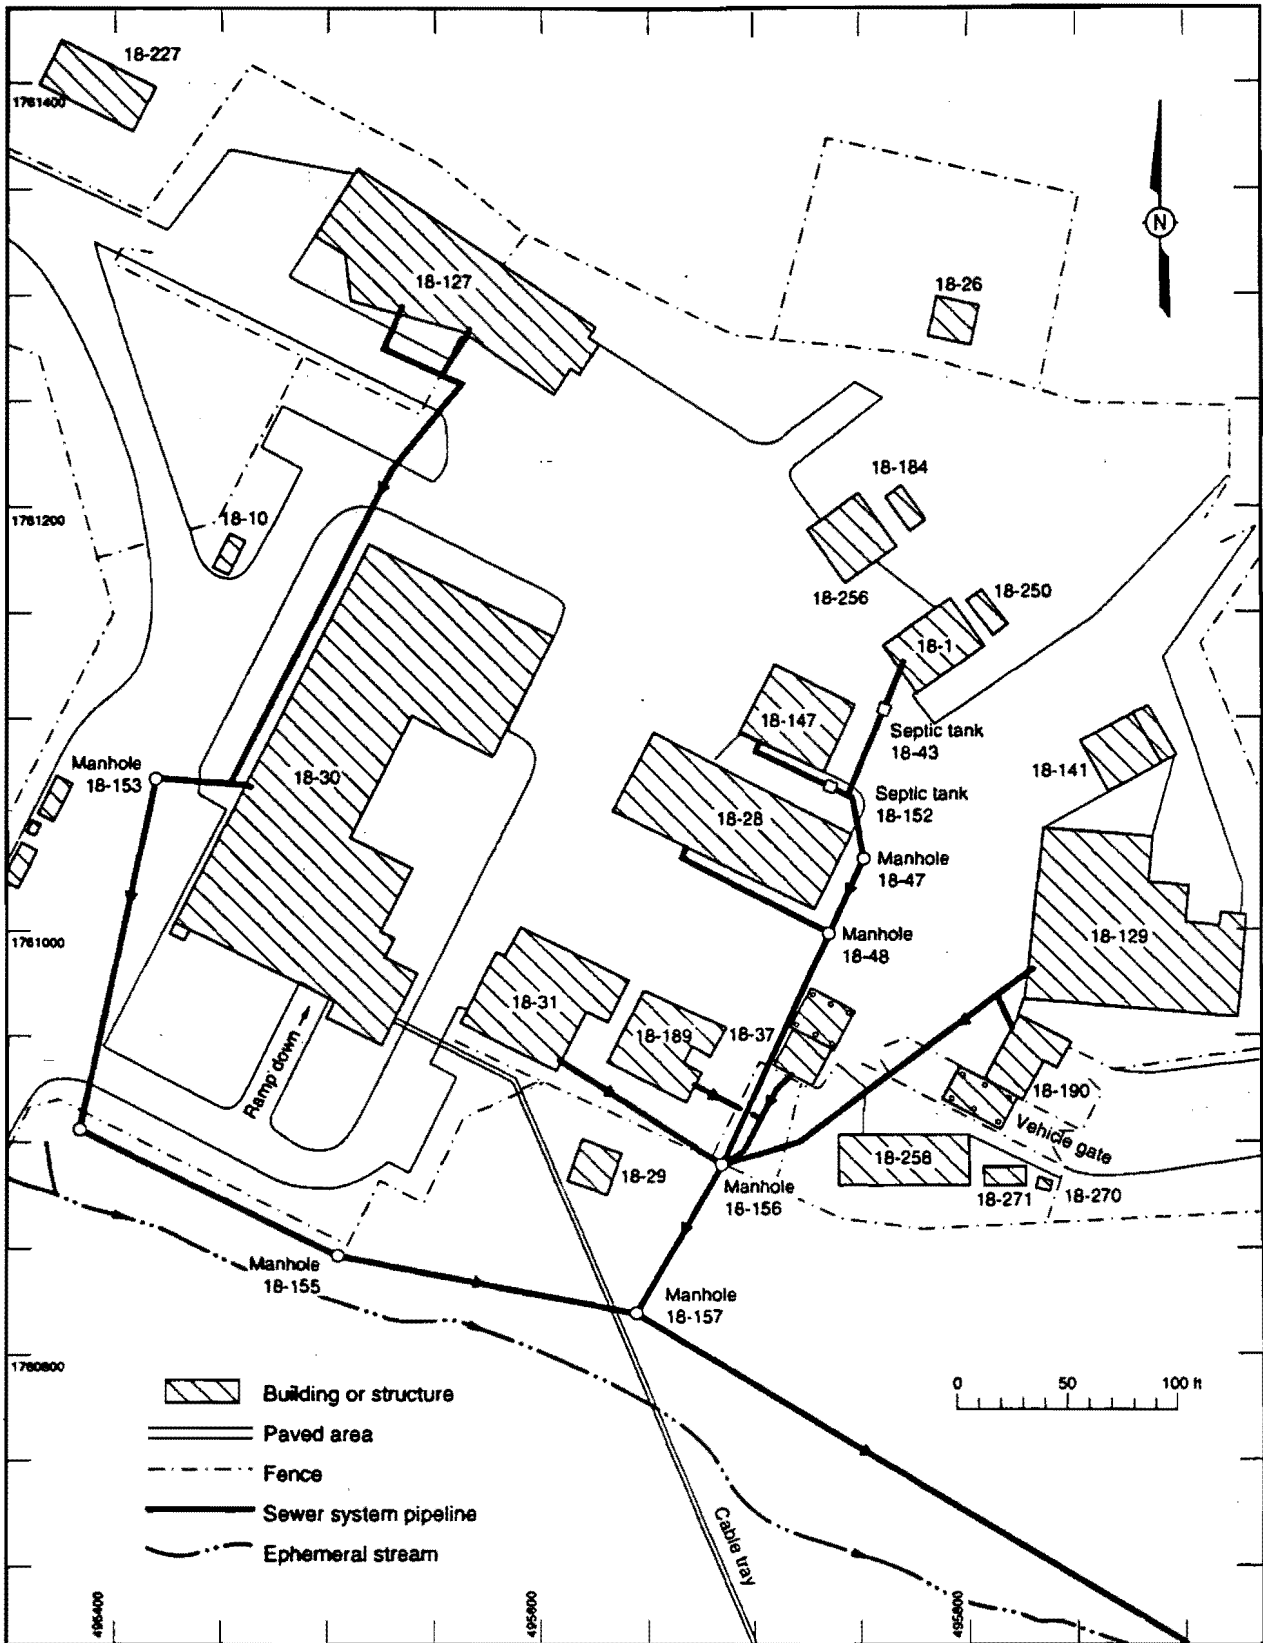 18-227
1761400
N
18-127
18-26
18-184
1761200
18-10
18-256
18-250
18-1
18-147
Septic tank
18-43
Manhole
18-153
18-30
18-141
Septic tank
18-152
18-28
Manhole
18-47
1761000
Manhole
18-48
18-129
18-31
18-189
18-37
Ramp down
18-190
Vehicle gate
18-258
18-29
Manhole
18-156
18-271
18-270
Manhole
18-155
Manhole
18-157
1760800
0 50 100 ft
Building or structure
Paved area
Fence
Sewer system pipeline
Ephemeral stream
Cable tray
495400
495600
495800